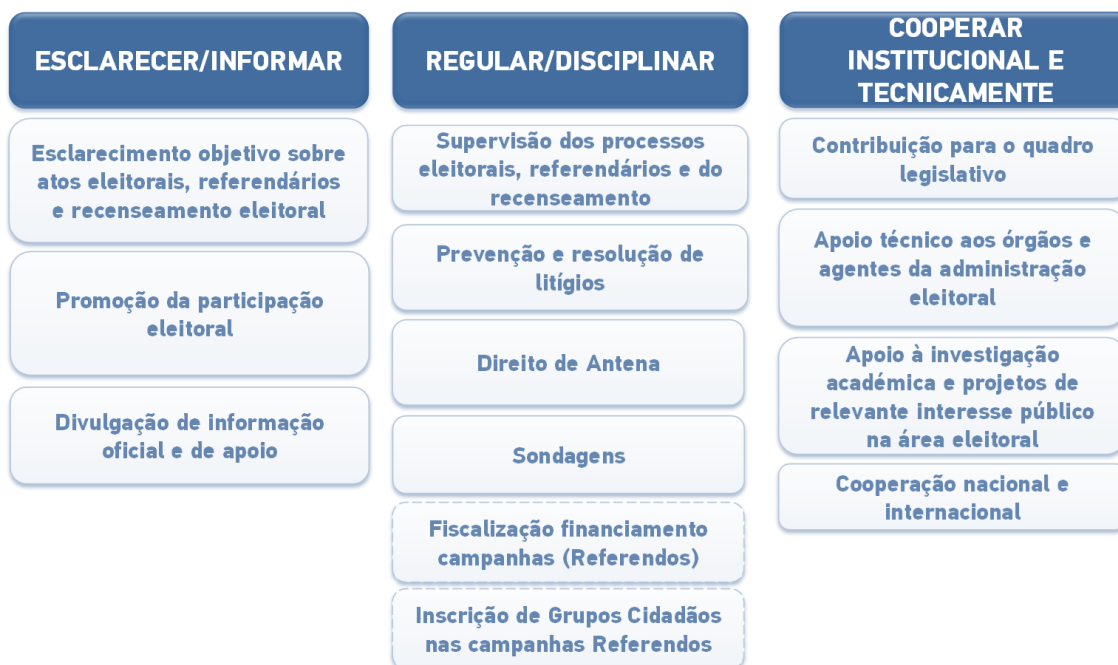 ESCLARECER/INFORMAR
Esclarecimento objetivo sobre
atos eleitorais, referendários
e recenseamento eleitoral
Promoção da participação
eleitoral
Divulgação de informação
oficial e de apoio
REGULAR/DISCIPLINAR
Supervisão dos processos
eleitorais, referendários e do
recenseamento
Prevenção e resolução de
litígios
Direito de Antena
Sondagens
Fiscalização financiamento
campanhas (Referendos)
Inscrição de Grupos Cidadãos
nas campanhas Referendos
COOPERAR
INSTITUCIONAL E
TECNICAMENTE
Contribuição para o quadro
legislativo
Apoio técnico aos órgãos e
agentes da administração
eleitoral
Apoio à investigação
académica e projetos de
relevante interesse público
na área eleitoral
Cooperação nacional e
internacional